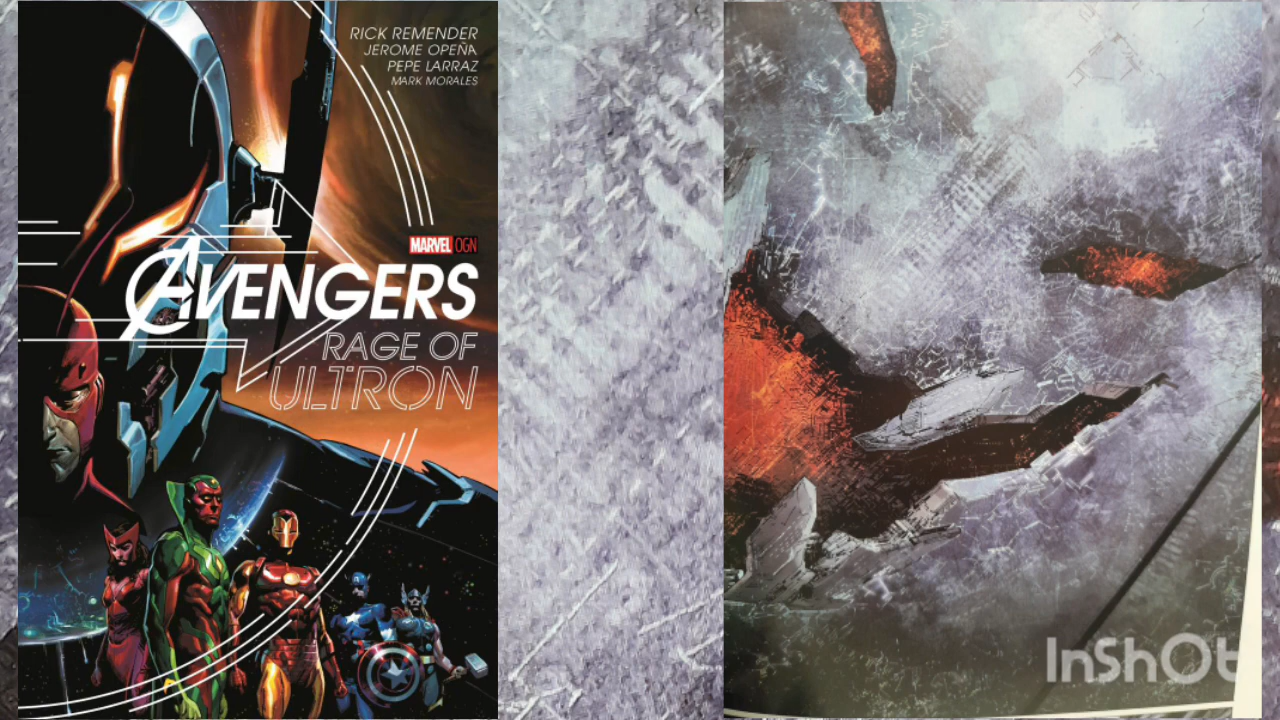 RICK REMENDER
JEROME OPEÑA
PEPE LARRAZ
MARK MORALES
MARVEL OGN
AVENGERS
RAGE OF
ULTRON
InShOt